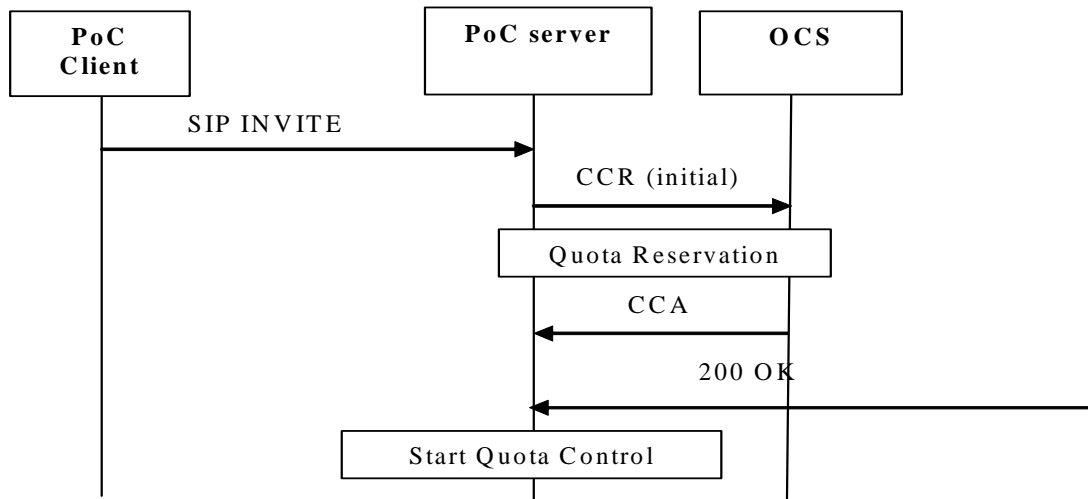 PoC
Client
PoC server
OCS
SIP INVITE
CCR (initial)
Quota Reservation
CCA
200 OK
Start Quota Control